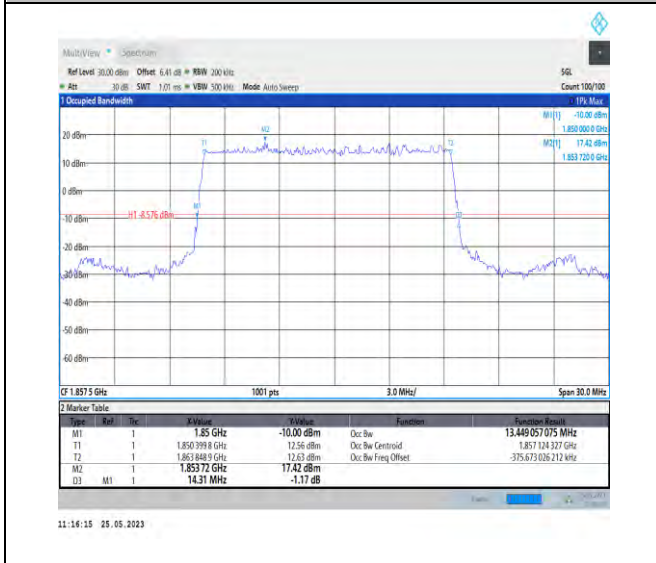 MultiView Spectrum
Ref Level 30.00 dBm Offset 6.41 dB RBW 200 kHz SGL
Att 30 dB SWT 1.01 ms VBW 500 kHz Mode Auto Sweep Count 100/100
1 Occupied Bandwidth 1Pk Max
M1[1] -10.00 dBm
1.850 000 0 GHz
M2[1] 17.42 dBm
1.853 720 0 GHz
20 dBm
M2
T1
T2
10 dBm
0 dBm
M1
H1 -8.576 dBm
-10 dBm
D3
-20 dBm
-30 dBm
-40 dBm
-50 dBm
-60 dBm
CF 1.857 5 GHz 1001 pts 3.0 MHz/ Span 30.0 MHz
2 Marker Table
Type Ref Trc X-Value Y-Value Function Function Result
M1 1 1.85 GHz -10.00 dBm Occ Bw 13.449 057 075 MHz
T1 1 1.850 399 8 GHz 12.56 dBm Occ Bw Centroid 1.857 124 327 GHz
T2 1 1.863 848 9 GHz 12.63 dBm Occ Bw Freq Offset -375.673 026 212 kHz
M2 1 1.853 72 GHz 17.42 dBm
D3 M1 1 14.31 MHz -1.17 dB
11:16:15 25.05.2023